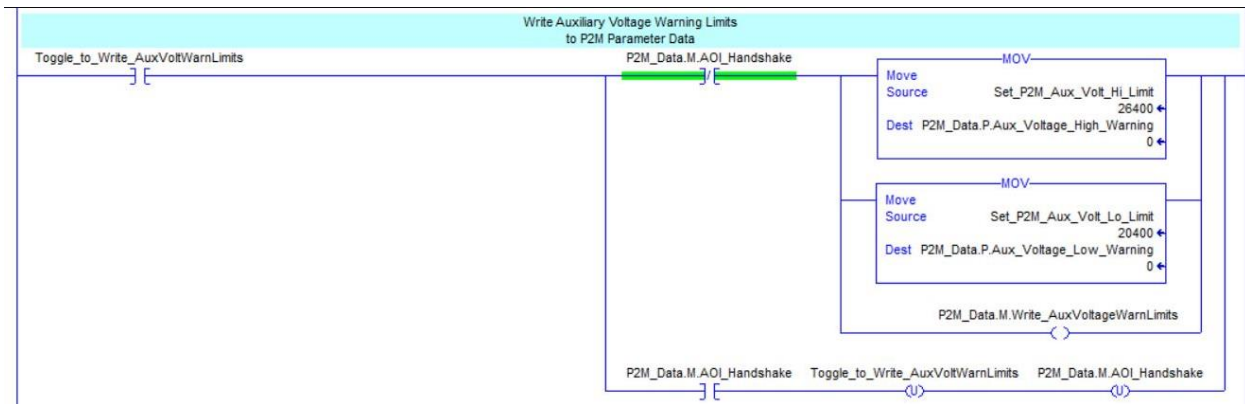 Write Auxiliary Voltage Warning Limits
to P2M Parameter Data
Toggle_to_Write_AuxVoltWarnLimits
P2M_Data.M.AOI_Handshake
MOV
Move
Source Set_P2M_Aux_Volt_Hi_Limit
26400
Dest P2M_Data.P.Aux_Voltage_High_Warning
0
MOV
Move
Source Set_P2M_Aux_Volt_Lo_Limit
20400
Dest P2M_Data.P.Aux_Voltage_Low_Warning
0
P2M_Data.M.Write_AuxVoltageWarnLimits
P2M_Data.M.AOI_Handshake Toggle_to_Write_AuxVoltWarnLimits P2M_Data.M.AOI_Handshake
U U